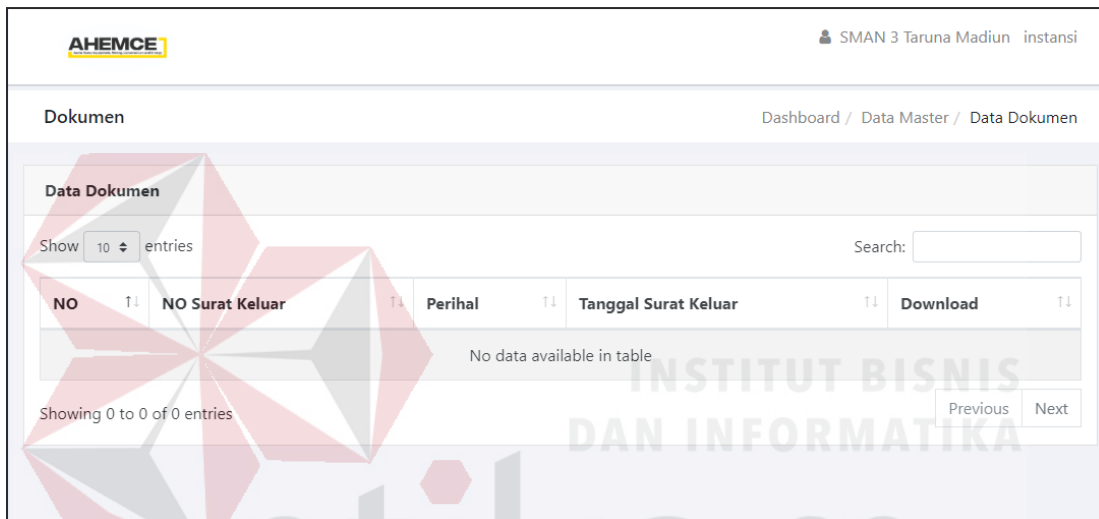 AHEMCE
SMAN 3 Taruna Madiun instansi
Dokumen
Dashboard / Data Master / Data Dokumen
Data Dokumen
Show 10 entries
Search:
NO NO Surat Keluar Perihal Tanggal Surat Keluar Download
No data available in table
INSTITUT BISNIS
Showing 0 to 0 of 0 entries
Previous Next
DAN INFORMATIKA